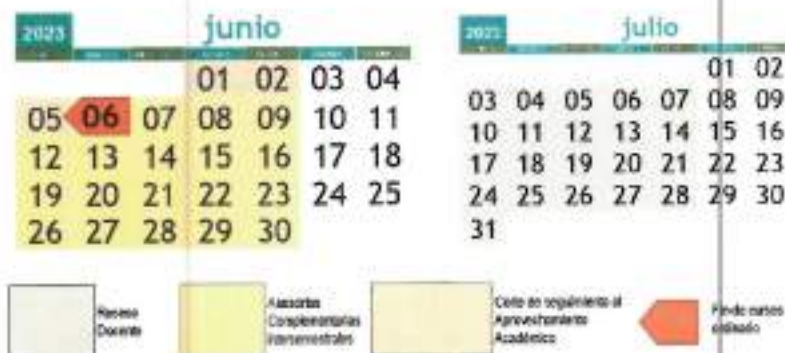 2023 junio
01 02 03 04
05 06 07 08 09 10 11
12 13 14 15 16 17 18
19 20 21 22 23 24 25
26 27 28 29 30
2023 julio
01 02
03 04 05 06 07 08 09
10 11 12 13 14 15 16
17 18 19 20 21 22 23
24 25 26 27 28 29 30
31
Receso
Docente
Asesorías
Complementarias
Intersemestrales
Corte de seguimiento al
Aprovechamiento
Académico
Fin de cursos
ordinario